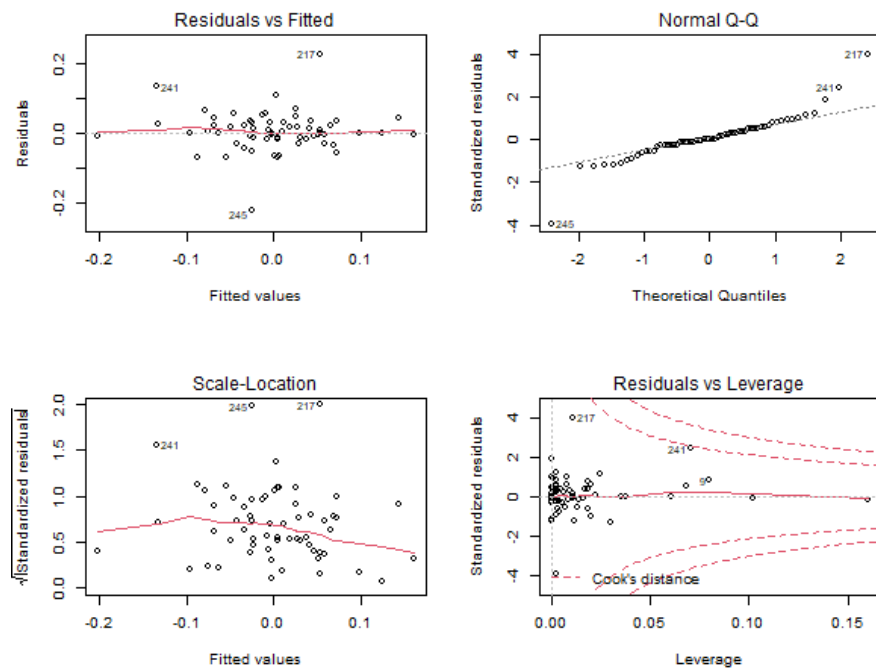 Residuals vs Fitted
Residuals
0.2
0.0
-0.2
217
241
245
-0.2 -0.1 0.0 0.1
Fitted values
Normal Q-Q
Standardized residuals
4
2
0
-2
-4
217
241
245
-2 -1 0 1 2
Theoretical Quantiles
Scale-Location
√|Standardized residuals|
2.0
1.5
1.0
0.5
0.0
245 217
241
-0.2 -0.1 0.0 0.1
Fitted values
Residuals vs Leverage
Standardized residuals
4
2
0
-2
-4
217
241
9
Cook's distance
0.00 0.05 0.10 0.15
Leverage